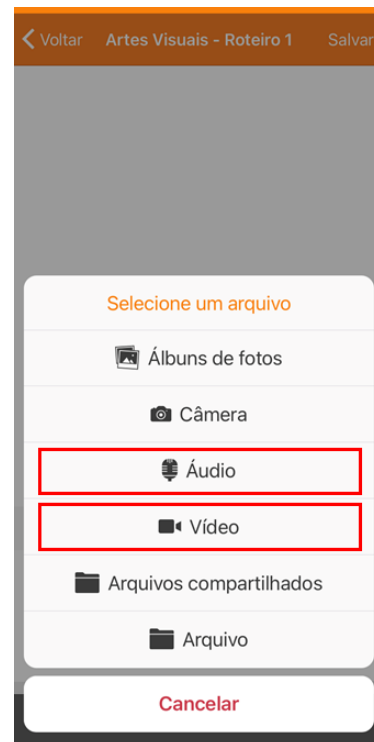 Voltar Artes Visuais - Roteiro 1 Salvar
Selecione um arquivo
Álbuns de fotos
Câmera
Áudio
Vídeo
Arquivos compartilhados
Arquivo
Cancelar